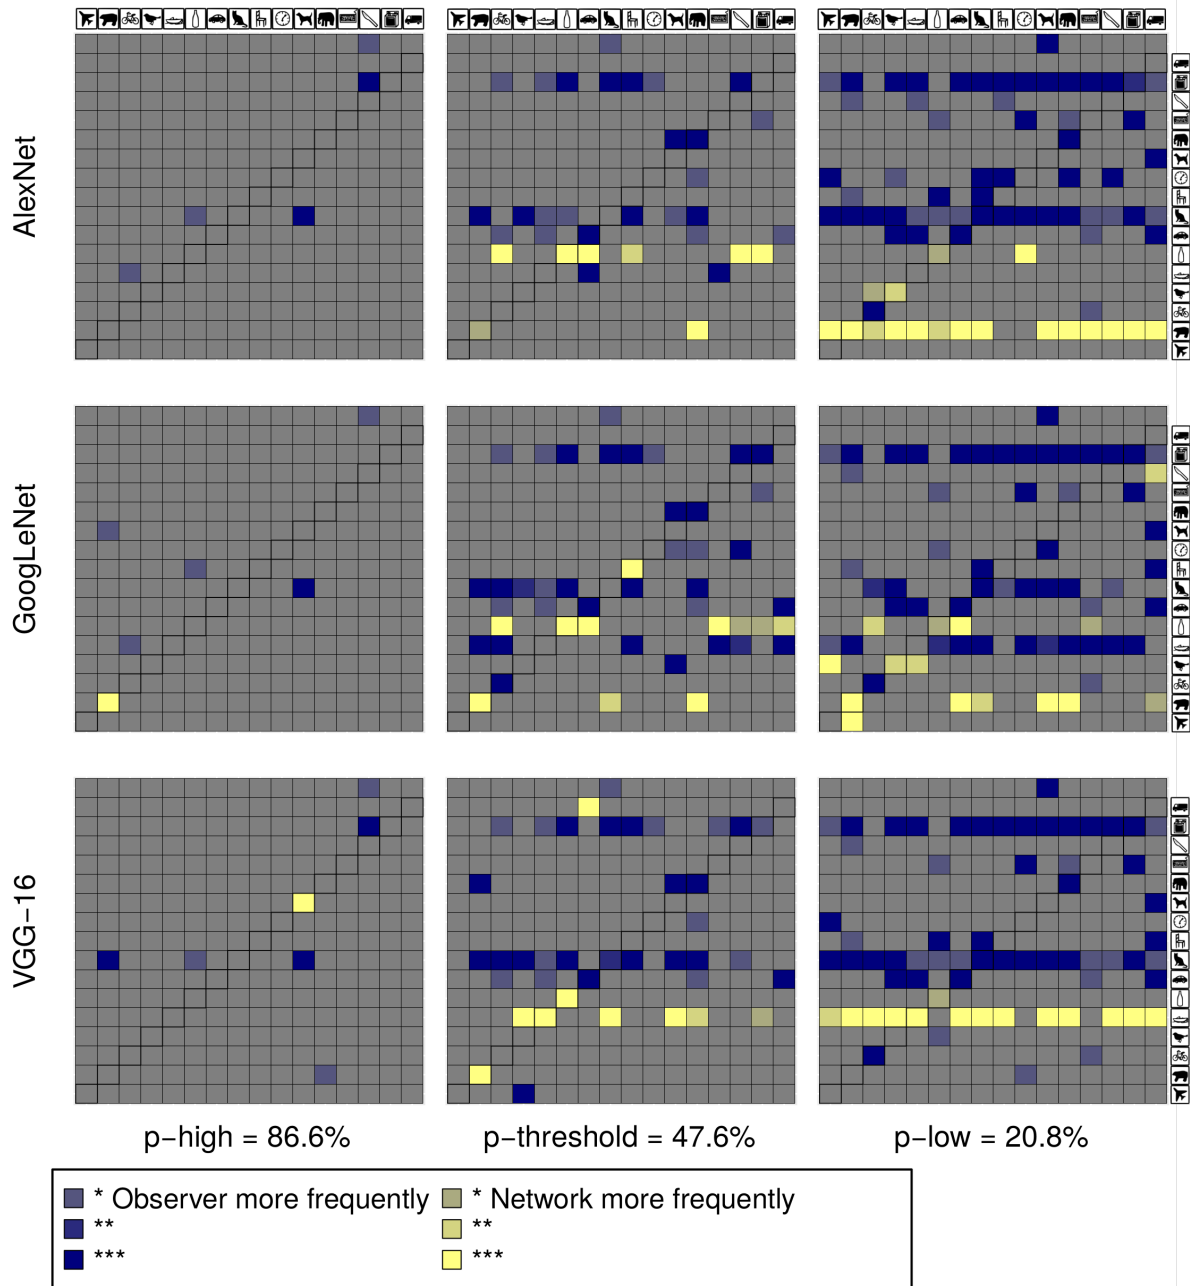 AlexNet
GoogLeNet
VGG−16
p−high = 86.6%
p−threshold = 47.6%
p−low = 20.8%
* Observer more frequently
* Network more frequently
**
**
***
***